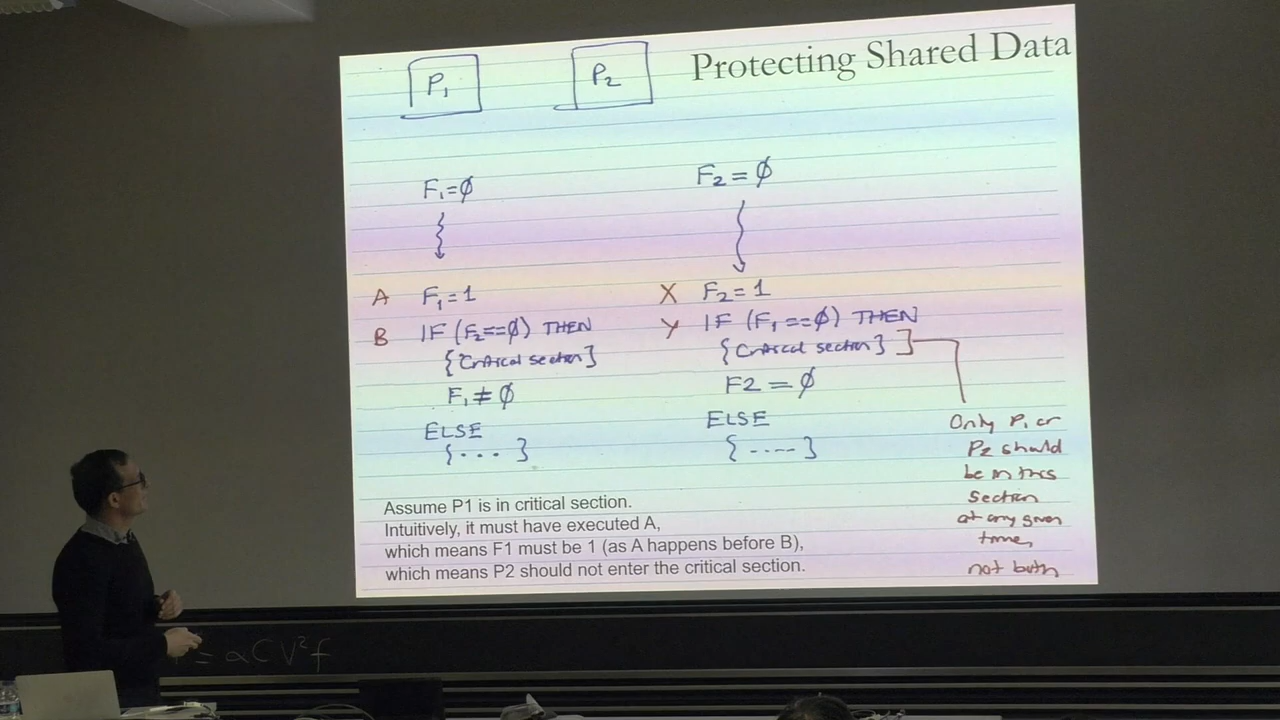 Protecting Shared Data
P1
P2
F1=∅
F2=∅
A F1=1
B IF (F2==∅) THEN
{Critical section}
F1≠∅
ELSE
{...}
X F2=1
Y IF (F1==∅) THEN
{Critical section}
F2=∅
ELSE
{.....}
Only P1 or
P2 should
be in this
section
at any given
time,
not both
Assume P1 is in critical section.
Intuitively, it must have executed A,
which means F1 must be 1 (as A happens before B),
which means P2 should not enter the critical section.
= αCV²f